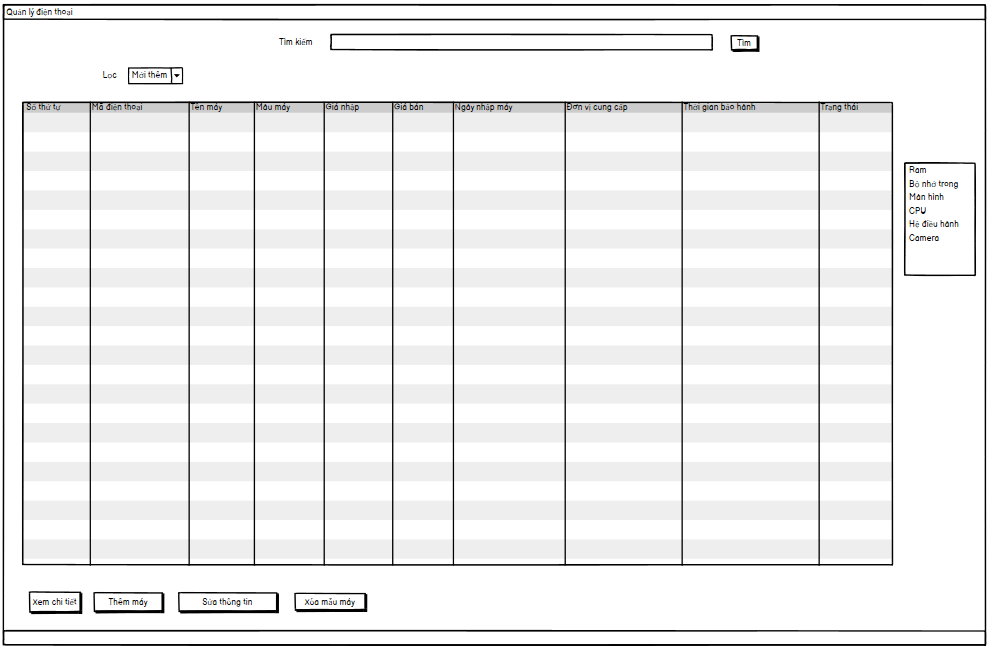 Quản lý điện thoại
Tìm kiếm
Tìm
Lọc
Mới thêm
Số thứ tự
Mã điện thoại
Tên máy
Màu máy
Giá nhập
Giá bán
Ngày nhập máy
Đơn vị cung cấp
Thời gian bảo hành
Trạng thái
Ram
Bộ nhớ trong
Màn hình
CPU
Hệ điều hành
Camera
Xem chi tiết
Thêm máy
Sửa thông tin
Xóa mẫu máy